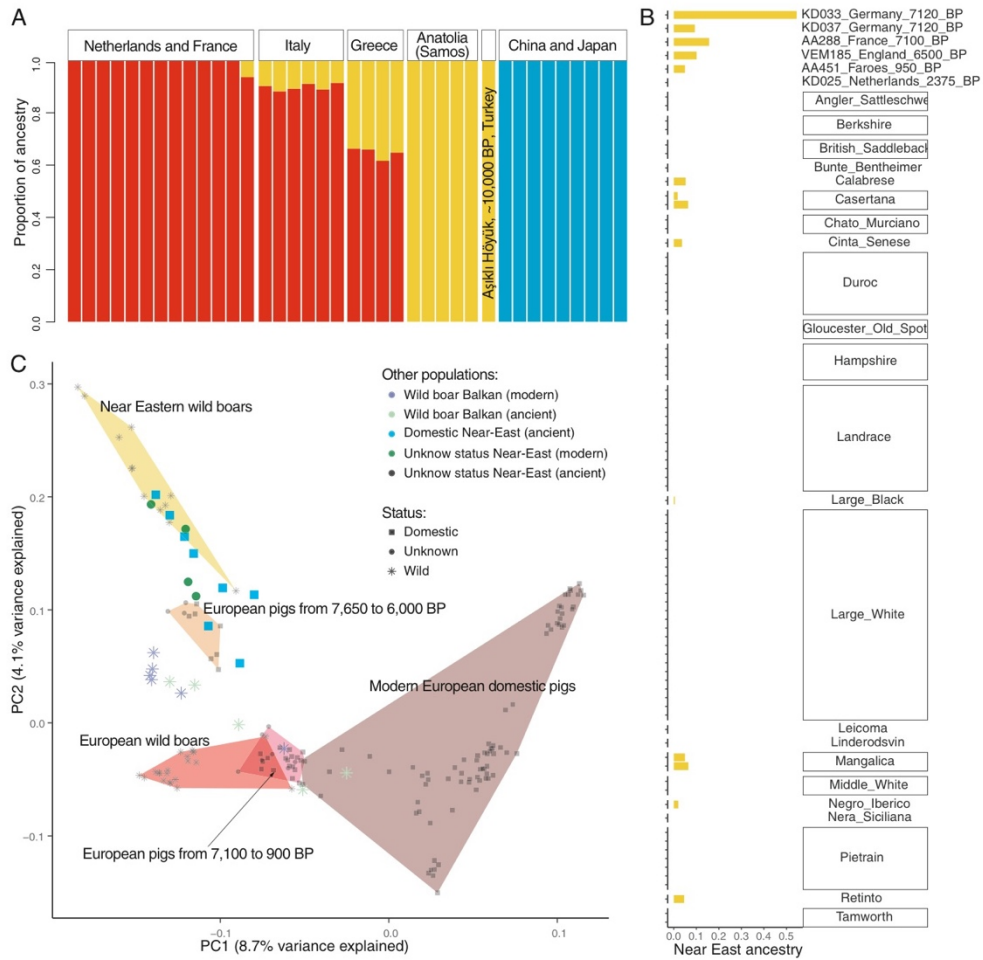 A
Netherlands and France
Italy
Greece
Anatolia
(Samos)
China and Japan
Proportion of ancestry
1.0
0.8
0.6
0.4
0.2
0.0
Aşıklı Höyük, ~10,000 BP, Turkey
B
KD033_Germany_7120_BP
KD037_Germany_7120_BP
AA288_France_7100_BP
VEM185_England_6500_BP
AA451_Faroes_950_BP
KD025_Netherlands_2375_BP
Angler_Sattleschwe
Berkshire
British_Saddleback
Bunte_Bentheimer
Calabrese
Casertana
Chato_Murciano
Cinta_Senese
Duroc
Gloucester_Old_Spot
Hampshire
Landrace
Large_Black
Large_White
Leicoma
Linderodsvin
Mangalica
Middle_White
Negro_Iberico
Nera_Siciliana
Pietrain
Retinto
Tamworth
0.0 0.1 0.2 0.3 0.4 0.5
Near East ancestry
C
Other populations:
Wild boar Balkan (modern)
Wild boar Balkan (ancient)
Domestic Near-East (ancient)
Unknow status Near-East (modern)
Unknow status Near-East (ancient)
Status:
Domestic
Unknown
Wild
Near Eastern wild boars
European pigs from 7,650 to 6,000 BP
Modern European domestic pigs
European wild boars
European pigs from 7,100 to 900 BP
PC2 (4.1% variance explained)
0.3
0.2
0.1
0.0
−0.1
−0.1 0.0 0.1
PC1 (8.7% variance explained)